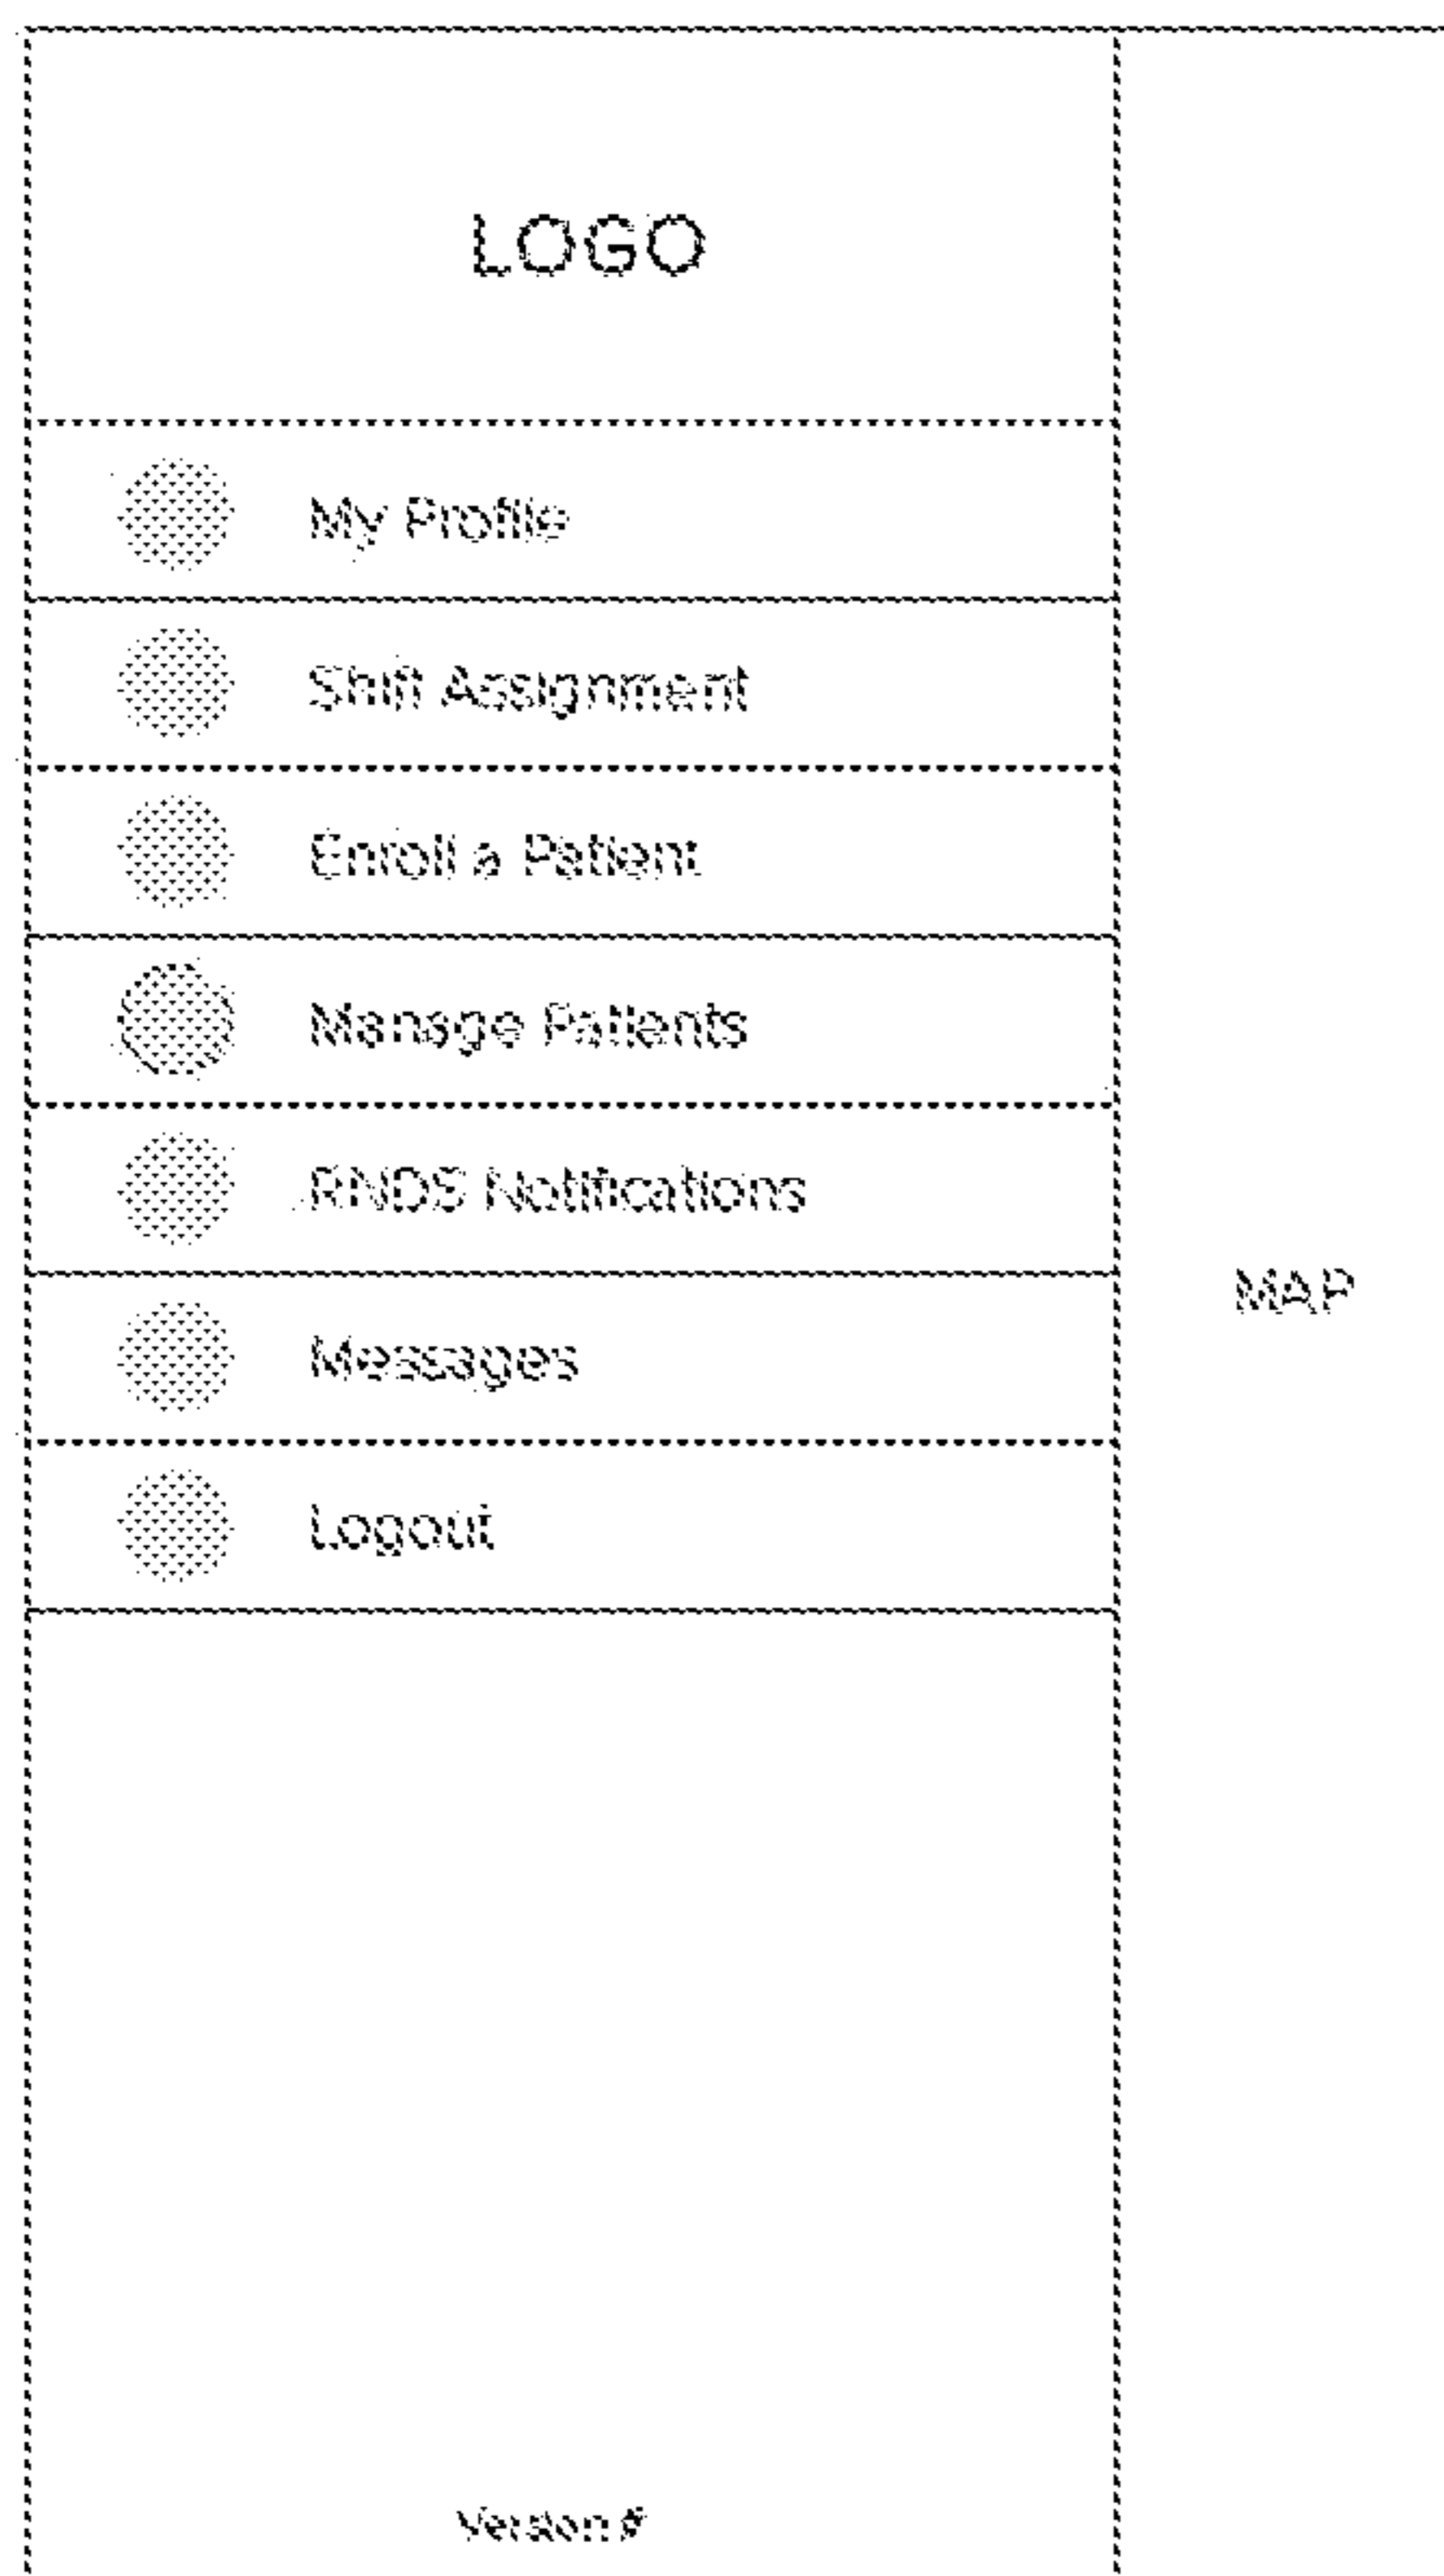 LOGO
My Profile
Shift Assignment
Enroll a Patient
Manage Patients
RNDS Notifications
MAP
Messages
Logout
Version #